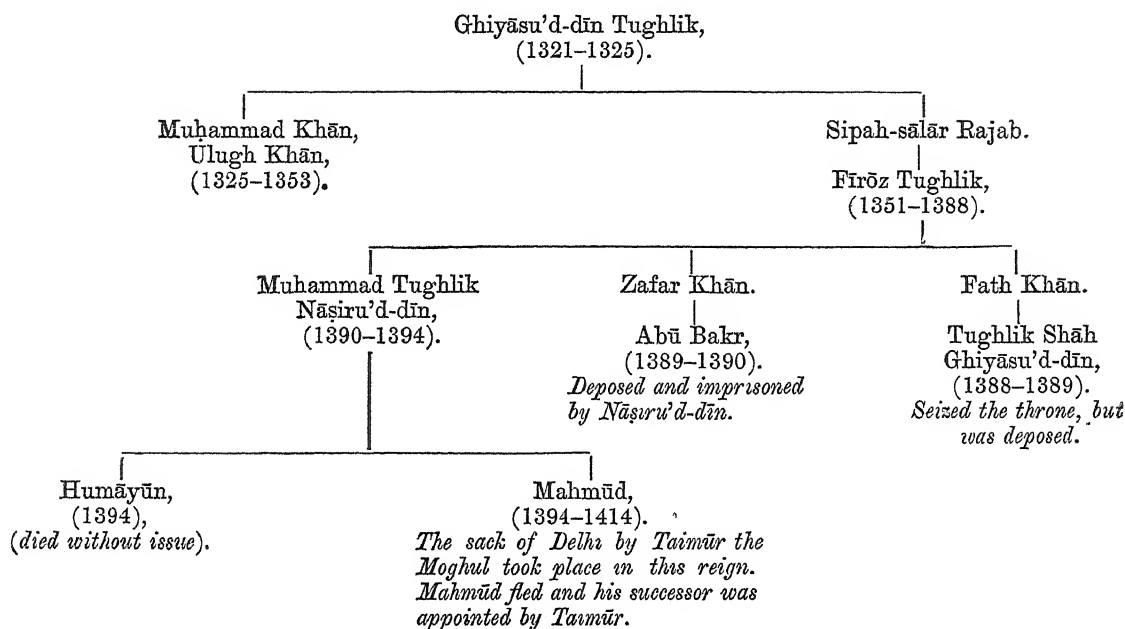 Ghiyāsu’d-dīn Tughlik,
(1321–1325).
Muḥammad Khān,
Ulugh Khān,
(1325–1353).
Sipah-sālār Rajab.
Fīrōz Tughlik,
(1351–1388).
Muhammad Tughlik
Nāṣiru’d-dīn,
(1390–1394).
Zafar Khān.
Abū Bakr,
(1389–1390).
Deposed and imprisoned
by Nāṣiru’d-dīn.
Fath Khān.
Tughlik Shāh
Ghiyāsu’d-dīn,
(1388–1389).
Seized the throne, but
was deposed.
Humāyūn,
(1394),
(died without issue).
Mahmūd,
(1394–1414).
The sack of Delhi by Taimūr the
Moghul took place in this reign.
Mahmūd fled and his successor was
appointed by Taimūr.